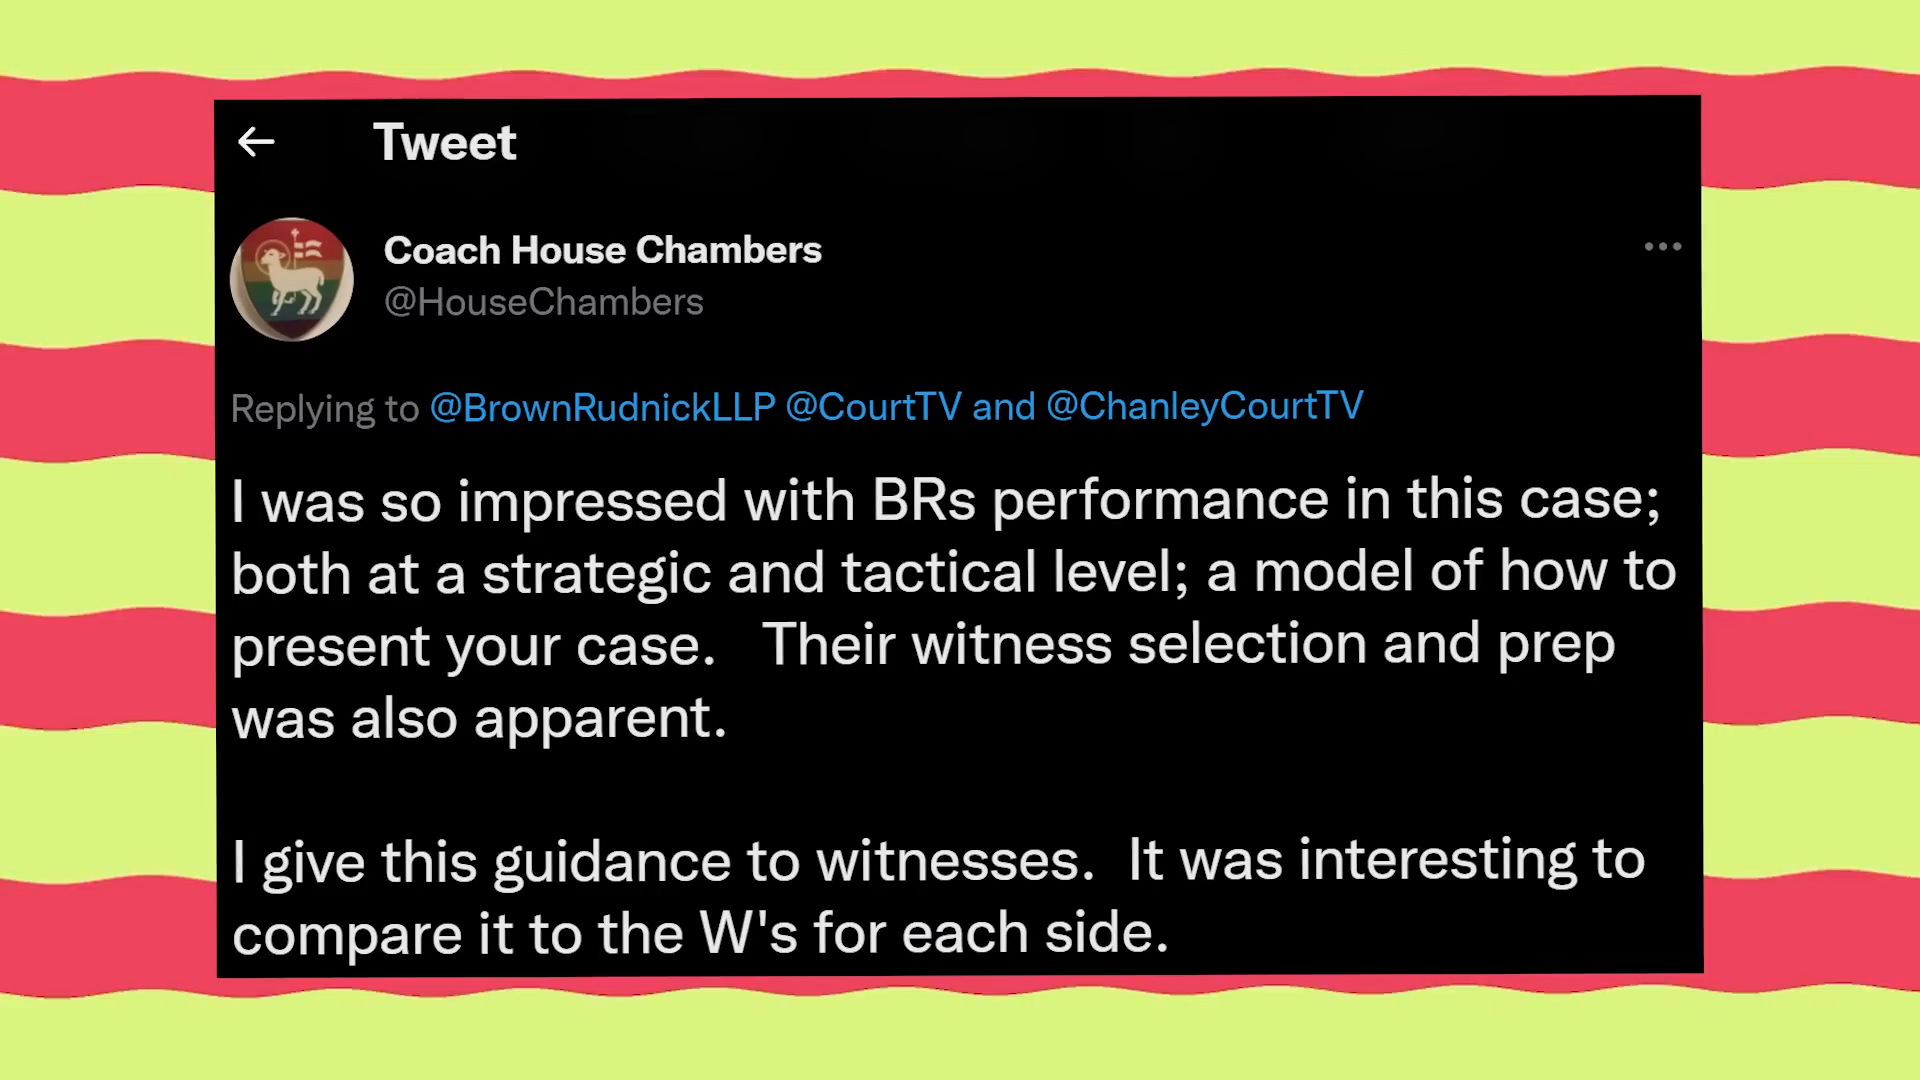 Tweet
Coach House Chambers
@HouseChambers
Replying to @BrownRudnickLLP @CourtTV and @ChanleyCourtTV
I was so impressed with BRs performance in this case;
both at a strategic and tactical level; a model of how to
present your case. Their witness selection and prep
was also apparent.
I give this guidance to witnesses. It was interesting to
compare it to the W's for each side.